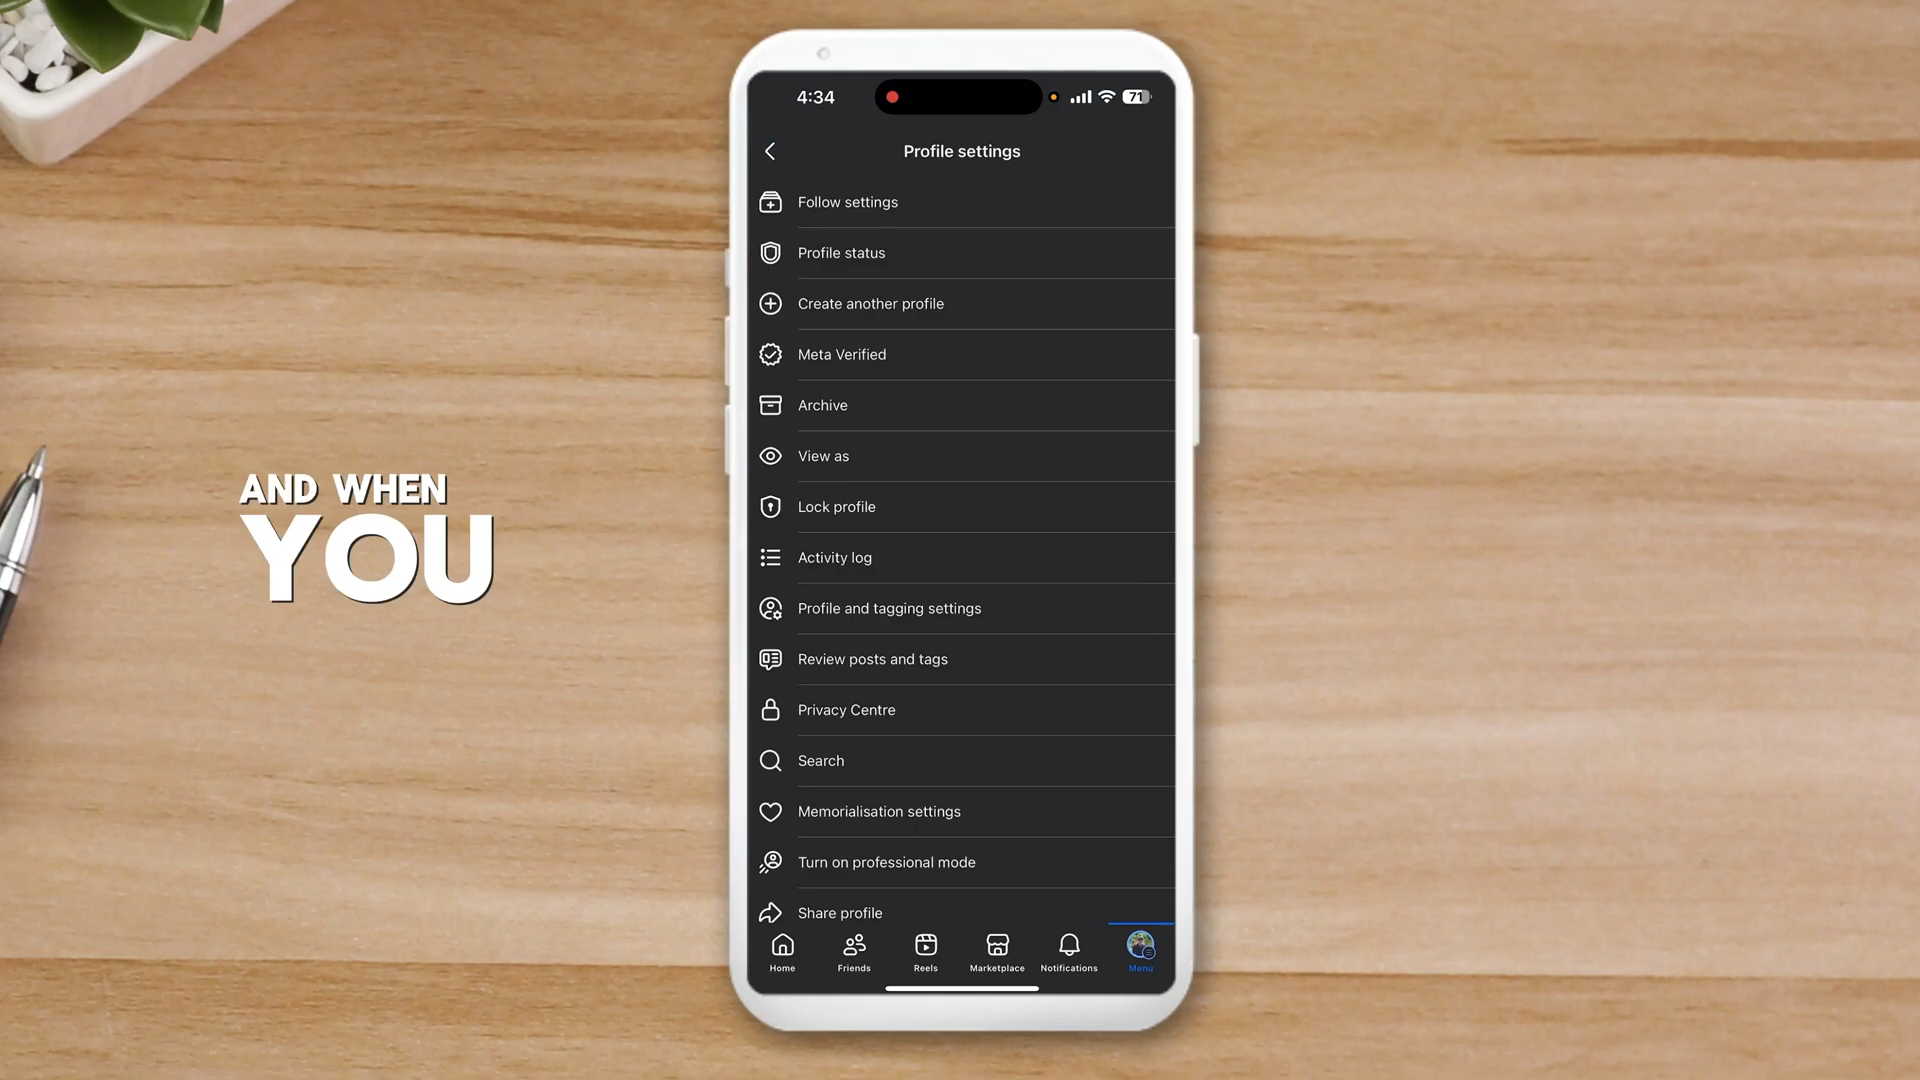 4:34
71
Profile settings
Follow settings
Profile status
Create another profile
Meta Verified
Archive
View as
Lock profile
Activity log
Profile and tagging settings
Review posts and tags
Privacy Centre
Search
Memorialisation settings
Turn on professional mode
Share profile
Home
Friends
Reels
Marketplace
Notifications
Menu
AND WHEN
YOU